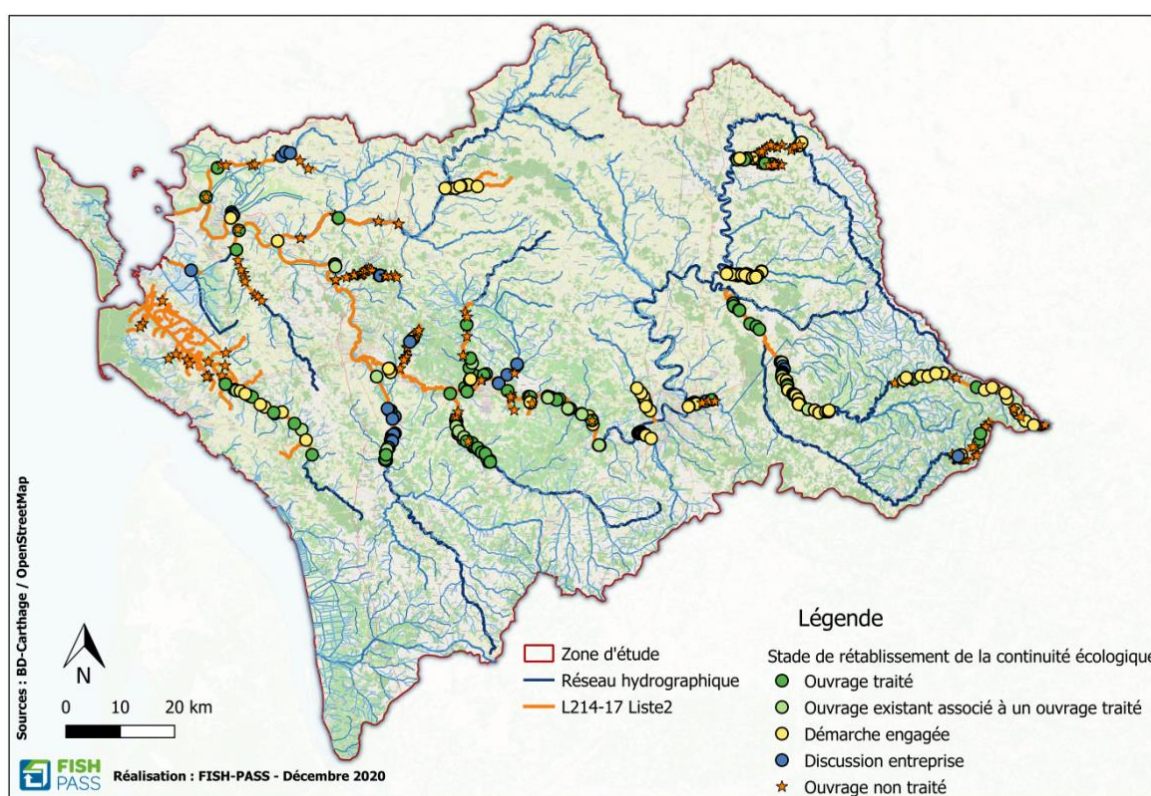 Sources : BD-Carthage / OpenStreetMap
N
0 10 20 km
FISH
PASS
Réalisation : FISH-PASS - Décembre 2020
Zone d'étude
Réseau hydrographique
L214-17 Liste2
Légende
Stade de rétablissement de la continuité écologique
Ouvrage traité
Ouvrage existant associé à un ouvrage traité
Démarche engagée
Discussion entreprise
Ouvrage non traité